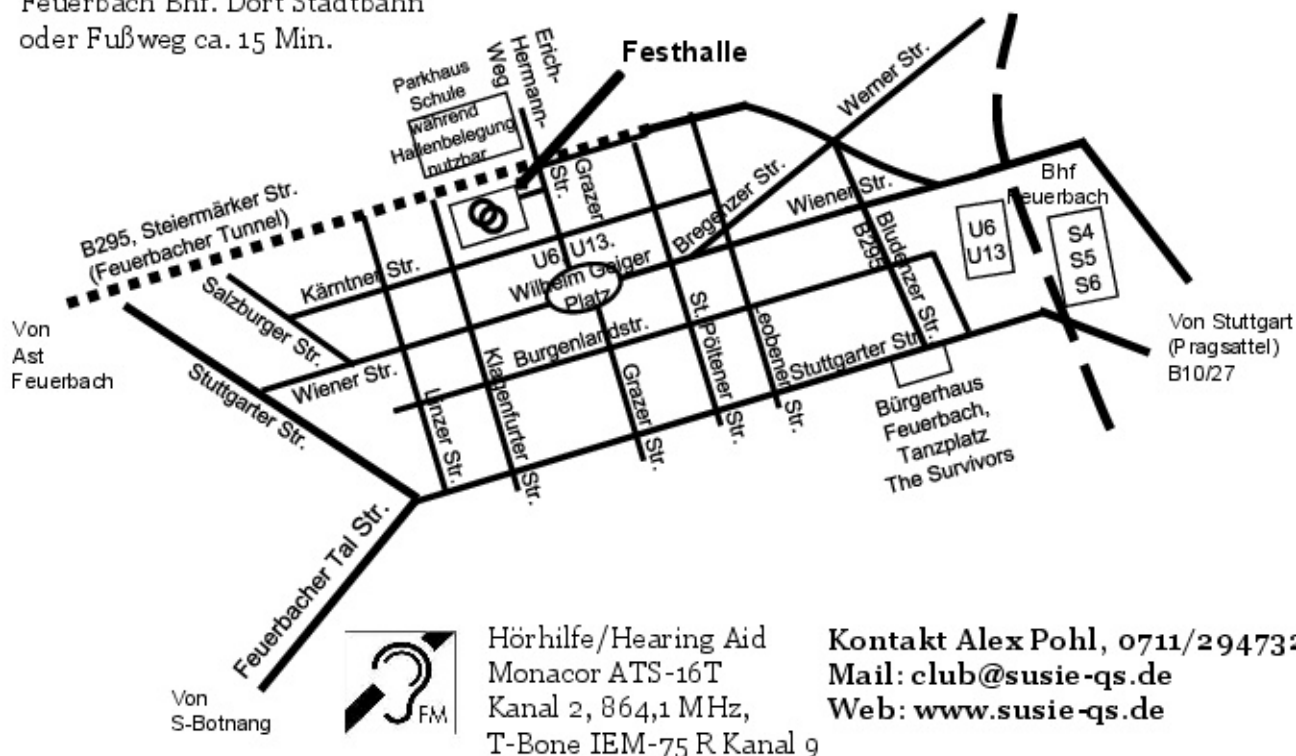 Feuerbach Bhf. Dort Stadtbahn
oder Fußweg ca. 15 Min.
Festhalle
Erich-
Hermann-
Weg
Parkhaus
Schule
während
Hallenbelegung
nutzbar
Werner Str.
B295, Steiermärker Str.
(Feuerbacher Tunnel)
Grazer
Str.
Bregenzer Str.
Wiener Str.
Bhf
Feuerbach
U6
U13
S4
S5
S6
Bludenzer Str.
B295
Kärntner Str.
U6, U13.
Wilhelm Geiger
Platz
Salzburger Str.
Von
Ast
Feuerbach
Stuttgarter Str.
Wiener Str.
Burgenlandstr.
Linzer Str.
Klagenfurter Str.
Grazer Str.
St. Pöltener Str.
Leobener Str.
Stuttgarter Str.
Von Stuttgart
(Pragsattel)
B10/27
Bürgerhaus
Feuerbach,
Tanzplatz
The Survivors
Feuerbacher Tal Str.
Von
S-Botnang
FM
Hörhilfe/Hearing Aid
Monacor ATS-16T
Kanal 2, 864,1 MHz,
T-Bone IEM-75 R Kanal 9
Kontakt Alex Pohl, 0711/294732
Mail: club@susie-qs.de
Web: www.susie-qs.de